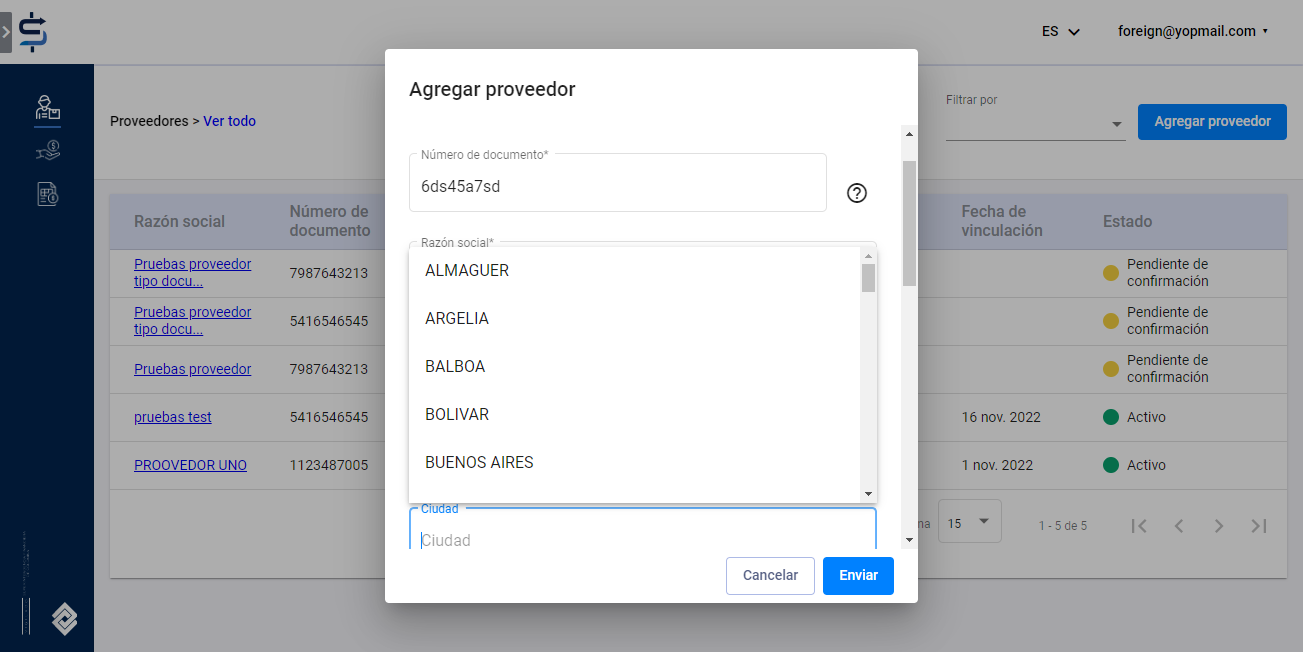 ES
foreign@yopmail.com
Agregar proveedor
Proveedores > Ver todo
Filtrar por
Agregar proveedor
Número de documento*
6ds45a7sd
Razón social
Número de
documento
Fecha de
vinculación
Estado
Razón social*
ALMAGUER
ARGELIA
BALBOA
BOLIVAR
BUENOS AIRES
Pruebas proveedor
tipo docu...
7987643213
Pendiente de
confirmación
Pruebas proveedor
tipo docu...
5416546545
Pendiente de
confirmación
Pruebas proveedor
7987643213
Pendiente de
confirmación
pruebas test
5416546545
16 nov. 2022
Activo
PROOVEDOR UNO
1123487005
1 nov. 2022
Activo
Ciudad
Ciudad
na
15
1 - 5 de 5
Cancelar
Enviar